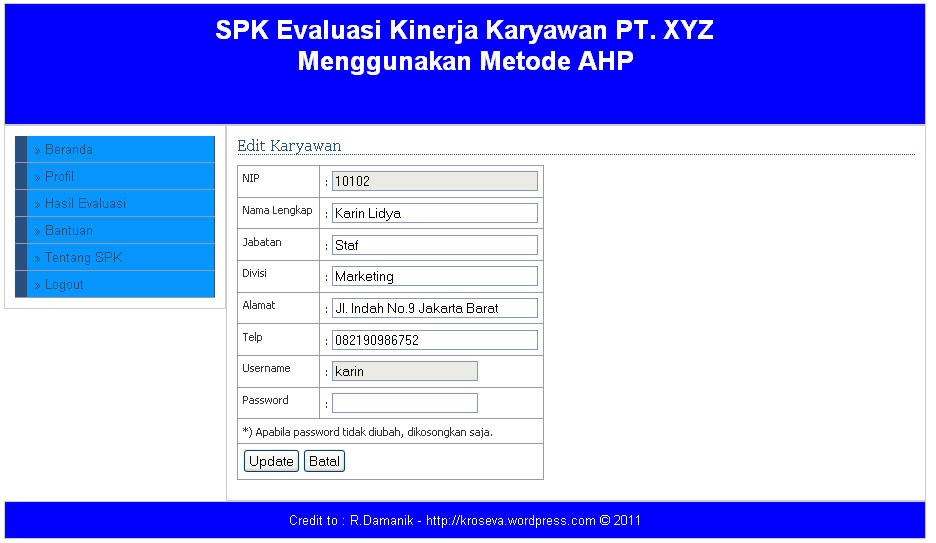 SPK Evaluasi Kinerja Karyawan PT. XYZ
Menggunakan Metode AHP
» Beranda
» Profil
» Hasil Evaluasi
» Bantuan
» Tentang SPK
» Logout
Edit Karyawan
NIP : 10102
Nama Lengkap : Karin Lidya
Jabatan : Staf
Divisi : Marketing
Alamat : Jl. Indah No.9 Jakarta Barat
Telp : 082190986752
Username : karin
Password :
*) Apabila password tidak diubah, dikosongkan saja.
Update Batal
Credit to : R.Damanik - http://kroseva.wordpress.com © 2011